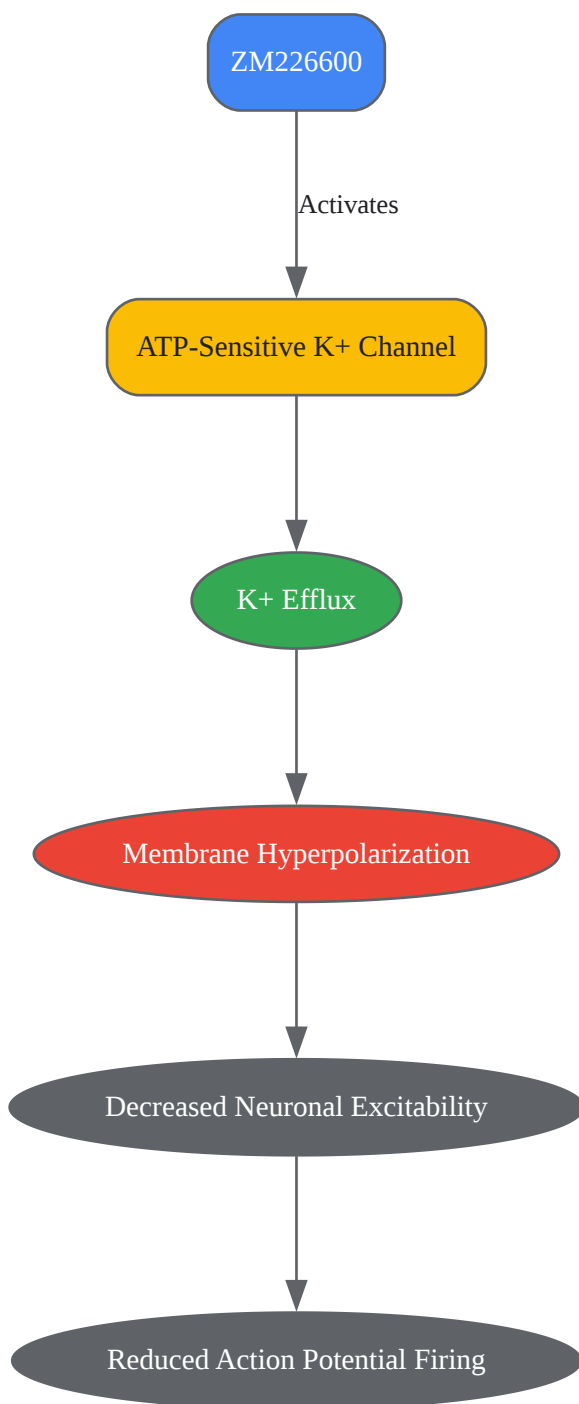 ZM226600
Activates
ATP-Sensitive K+ Channel
K+ Efflux
Membrane Hyperpolarization
Decreased Neuronal Excitability
Reduced Action Potential Firing